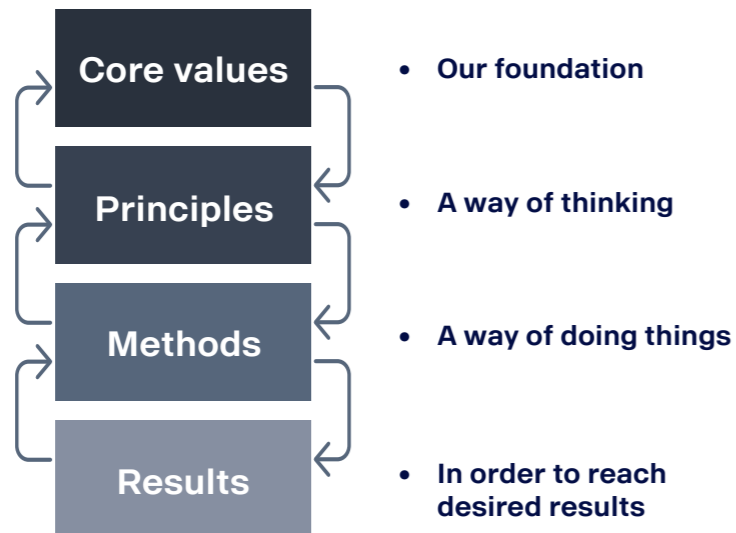 Core values
• Our foundation
Principles
• A way of thinking
Methods
• A way of doing things
Results
• In order to reach
desired results